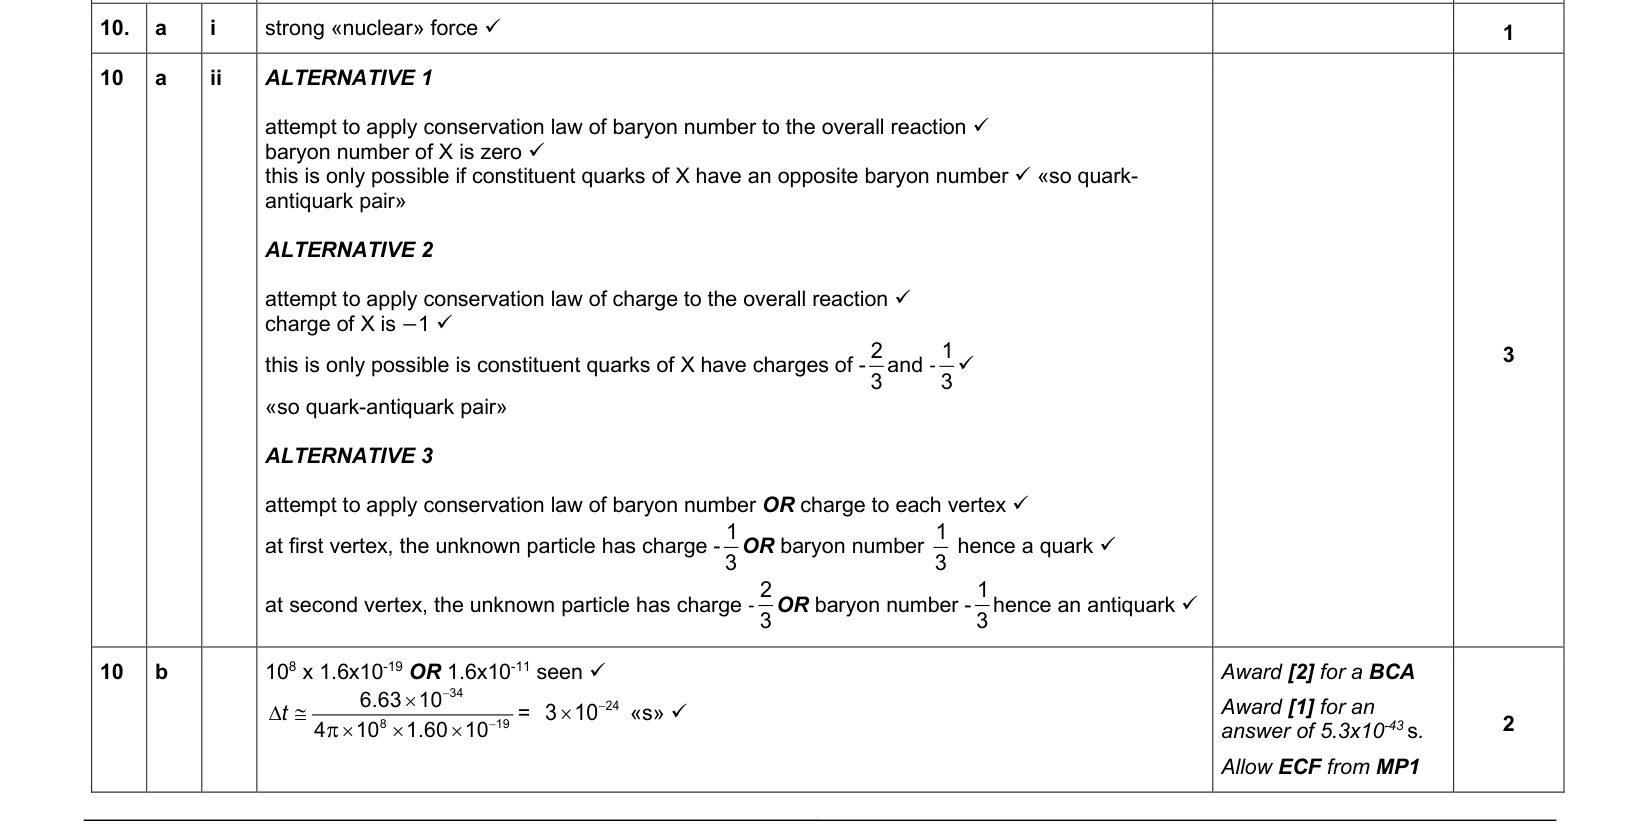 10. a i strong «nuclear» force ✓ 1
10 a ii ALTERNATIVE 1
attempt to apply conservation law of baryon number to the overall reaction ✓
baryon number of X is zero ✓
this is only possible if constituent quarks of X have an opposite baryon number ✓ «so quark-
antiquark pair»
ALTERNATIVE 2
attempt to apply conservation law of charge to the overall reaction ✓
charge of X is −1 ✓
this is only possible is constituent quarks of X have charges of -2/3 and -1/3 ✓
«so quark-antiquark pair»
3
ALTERNATIVE 3
attempt to apply conservation law of baryon number OR charge to each vertex ✓
at first vertex, the unknown particle has charge -1/3 OR baryon number 1/3 hence a quark ✓
at second vertex, the unknown particle has charge -2/3 OR baryon number -1/3 hence an antiquark ✓
10 b 10⁸ x 1.6x10⁻¹⁹ OR 1.6x10⁻¹¹ seen ✓
Δt ≅ 6.63×10⁻³⁴ / 4π×10⁸×1.60×10⁻¹⁹ = 3×10⁻²⁴ «s» ✓
Award [2] for a BCA
Award [1] for an
answer of 5.3x10⁻⁴³ s.
Allow ECF from MP1
2